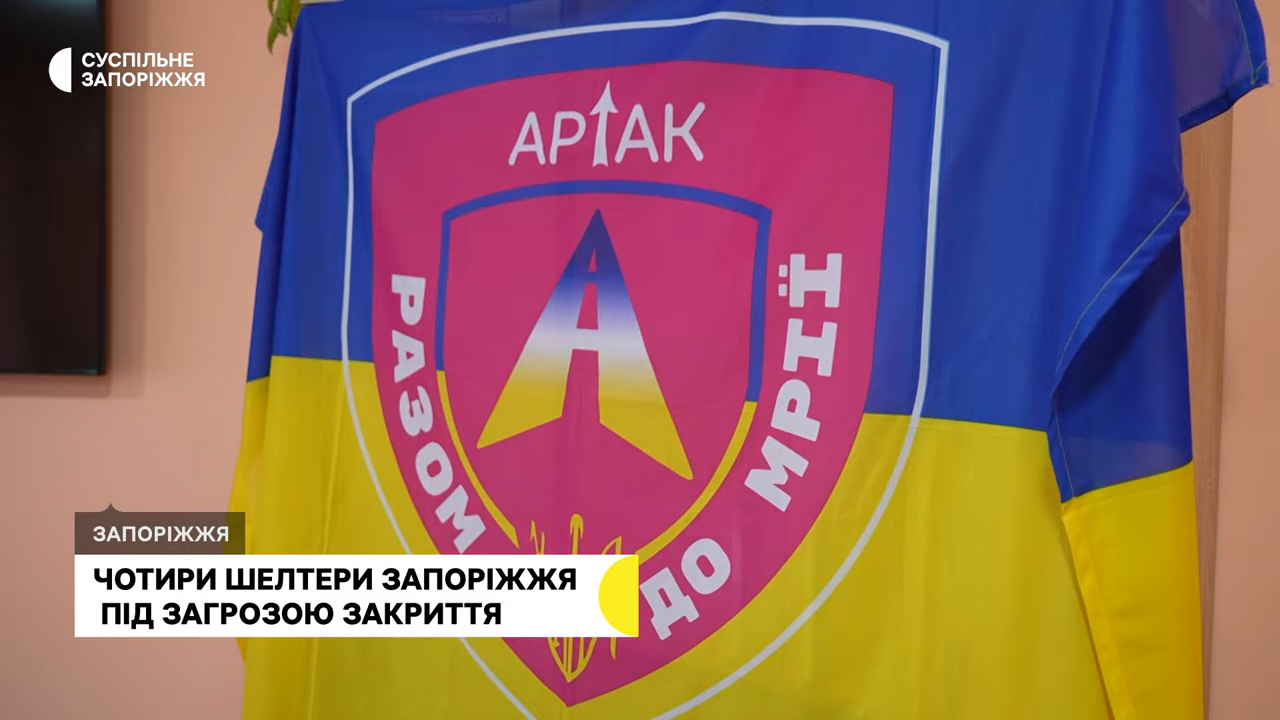 СУСПІЛЬНЕ
ЗАПОРІЖЖЯ
АРТАК
РАЗОМ ДО МРІЇ
ЗАПОРІЖЖЯ
ЧОТИРИ ШЕЛТЕРИ ЗАПОРІЖЖЯ
ПІД ЗАГРОЗОЮ ЗАКРИТТЯ